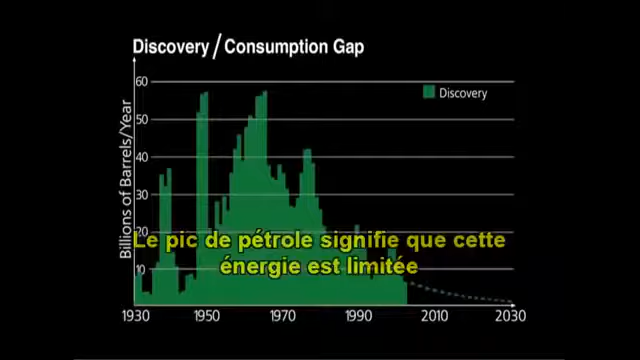 Discovery/Consumption Gap
Discovery
Billions of Barrels/Year
60
50
40
30
20
10
Le pic de pétrole signifie que cette
énergie est limitée
1930 1950 1970 1990 2010 2030